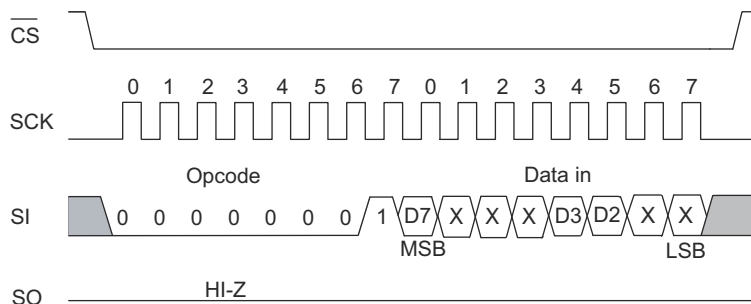 CS
0 1 2 3 4 5 6 7 0 1 2 3 4 5 6 7
SCK
Opcode Data in
SI 0 0 0 0 0 0 0 1 D7 X X X D3 D2 X X
MSB LSB
HI-Z
SO